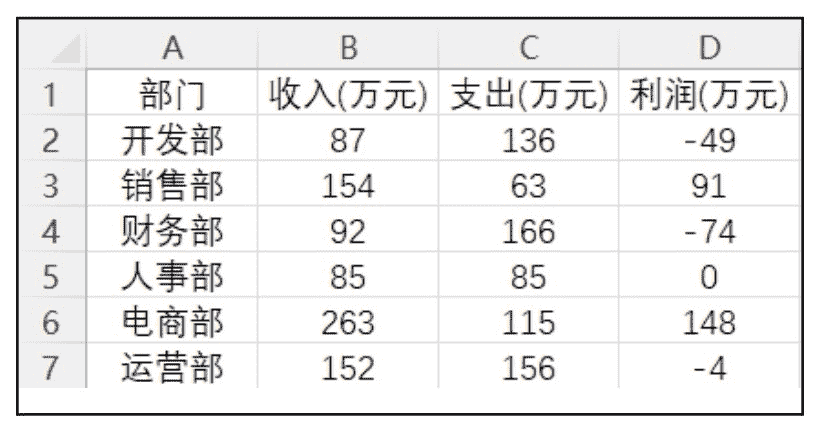 A B C D
1 部门 收入(万元) 支出(万元) 利润(万元)
2 开发部 87 136 -49
3 销售部 154 63 91
4 财务部 92 166 -74
5 人事部 85 85 0
6 电商部 263 115 148
7 运营部 152 156 -4